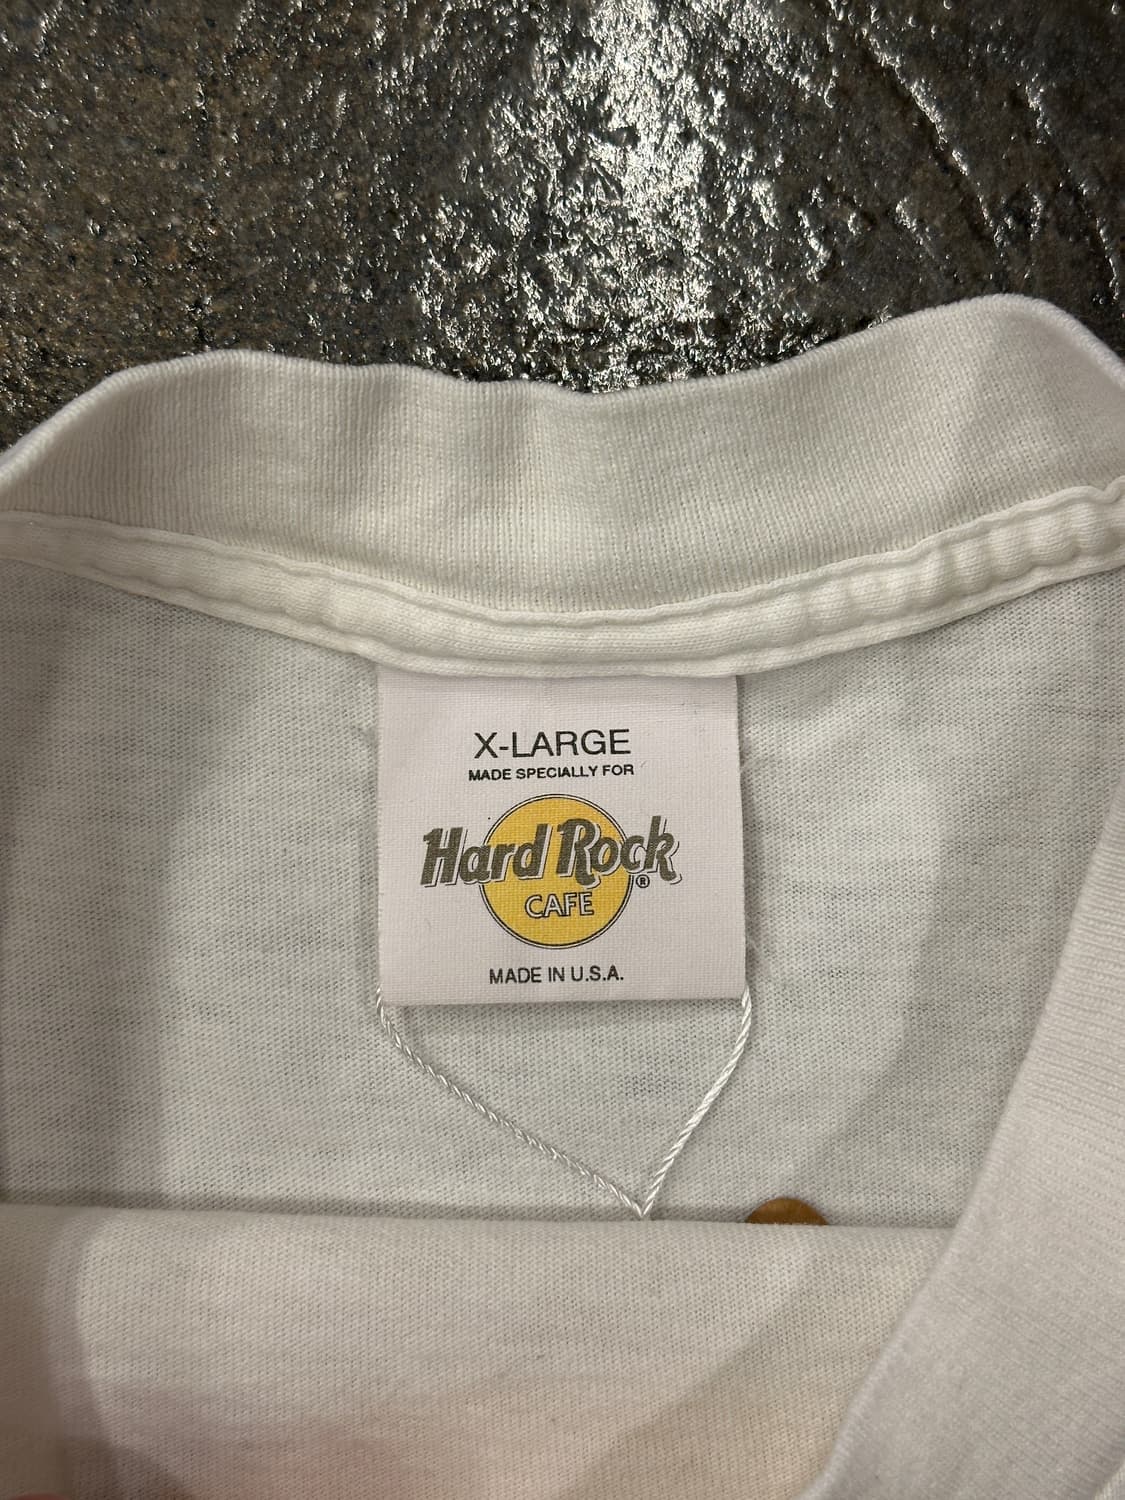 X-LARGE
MADE SPECIALLY FOR
Hard Rock
®
CAFE
MADE IN U.S.A.